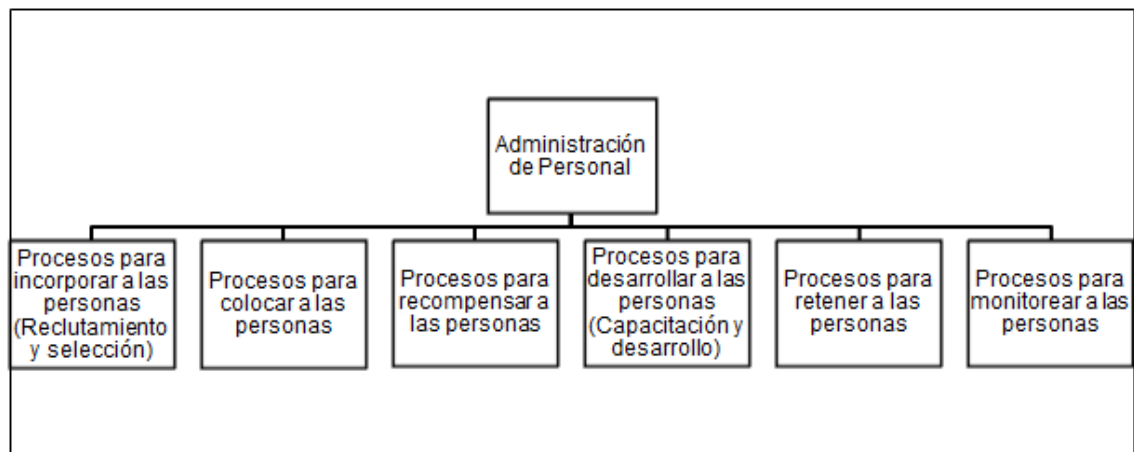 Administración
de Personal
Procesos para
incorporar a las
personas
(Reclutamiento
y selección)
Procesos para
colocar a las
personas
Procesos para
recompensar a
las personas
Procesos para
desarrollar a las
personas
(Capacitación y
desarrollo)
Procesos para
retener a las
personas
Procesos para
monitorear a las
personas